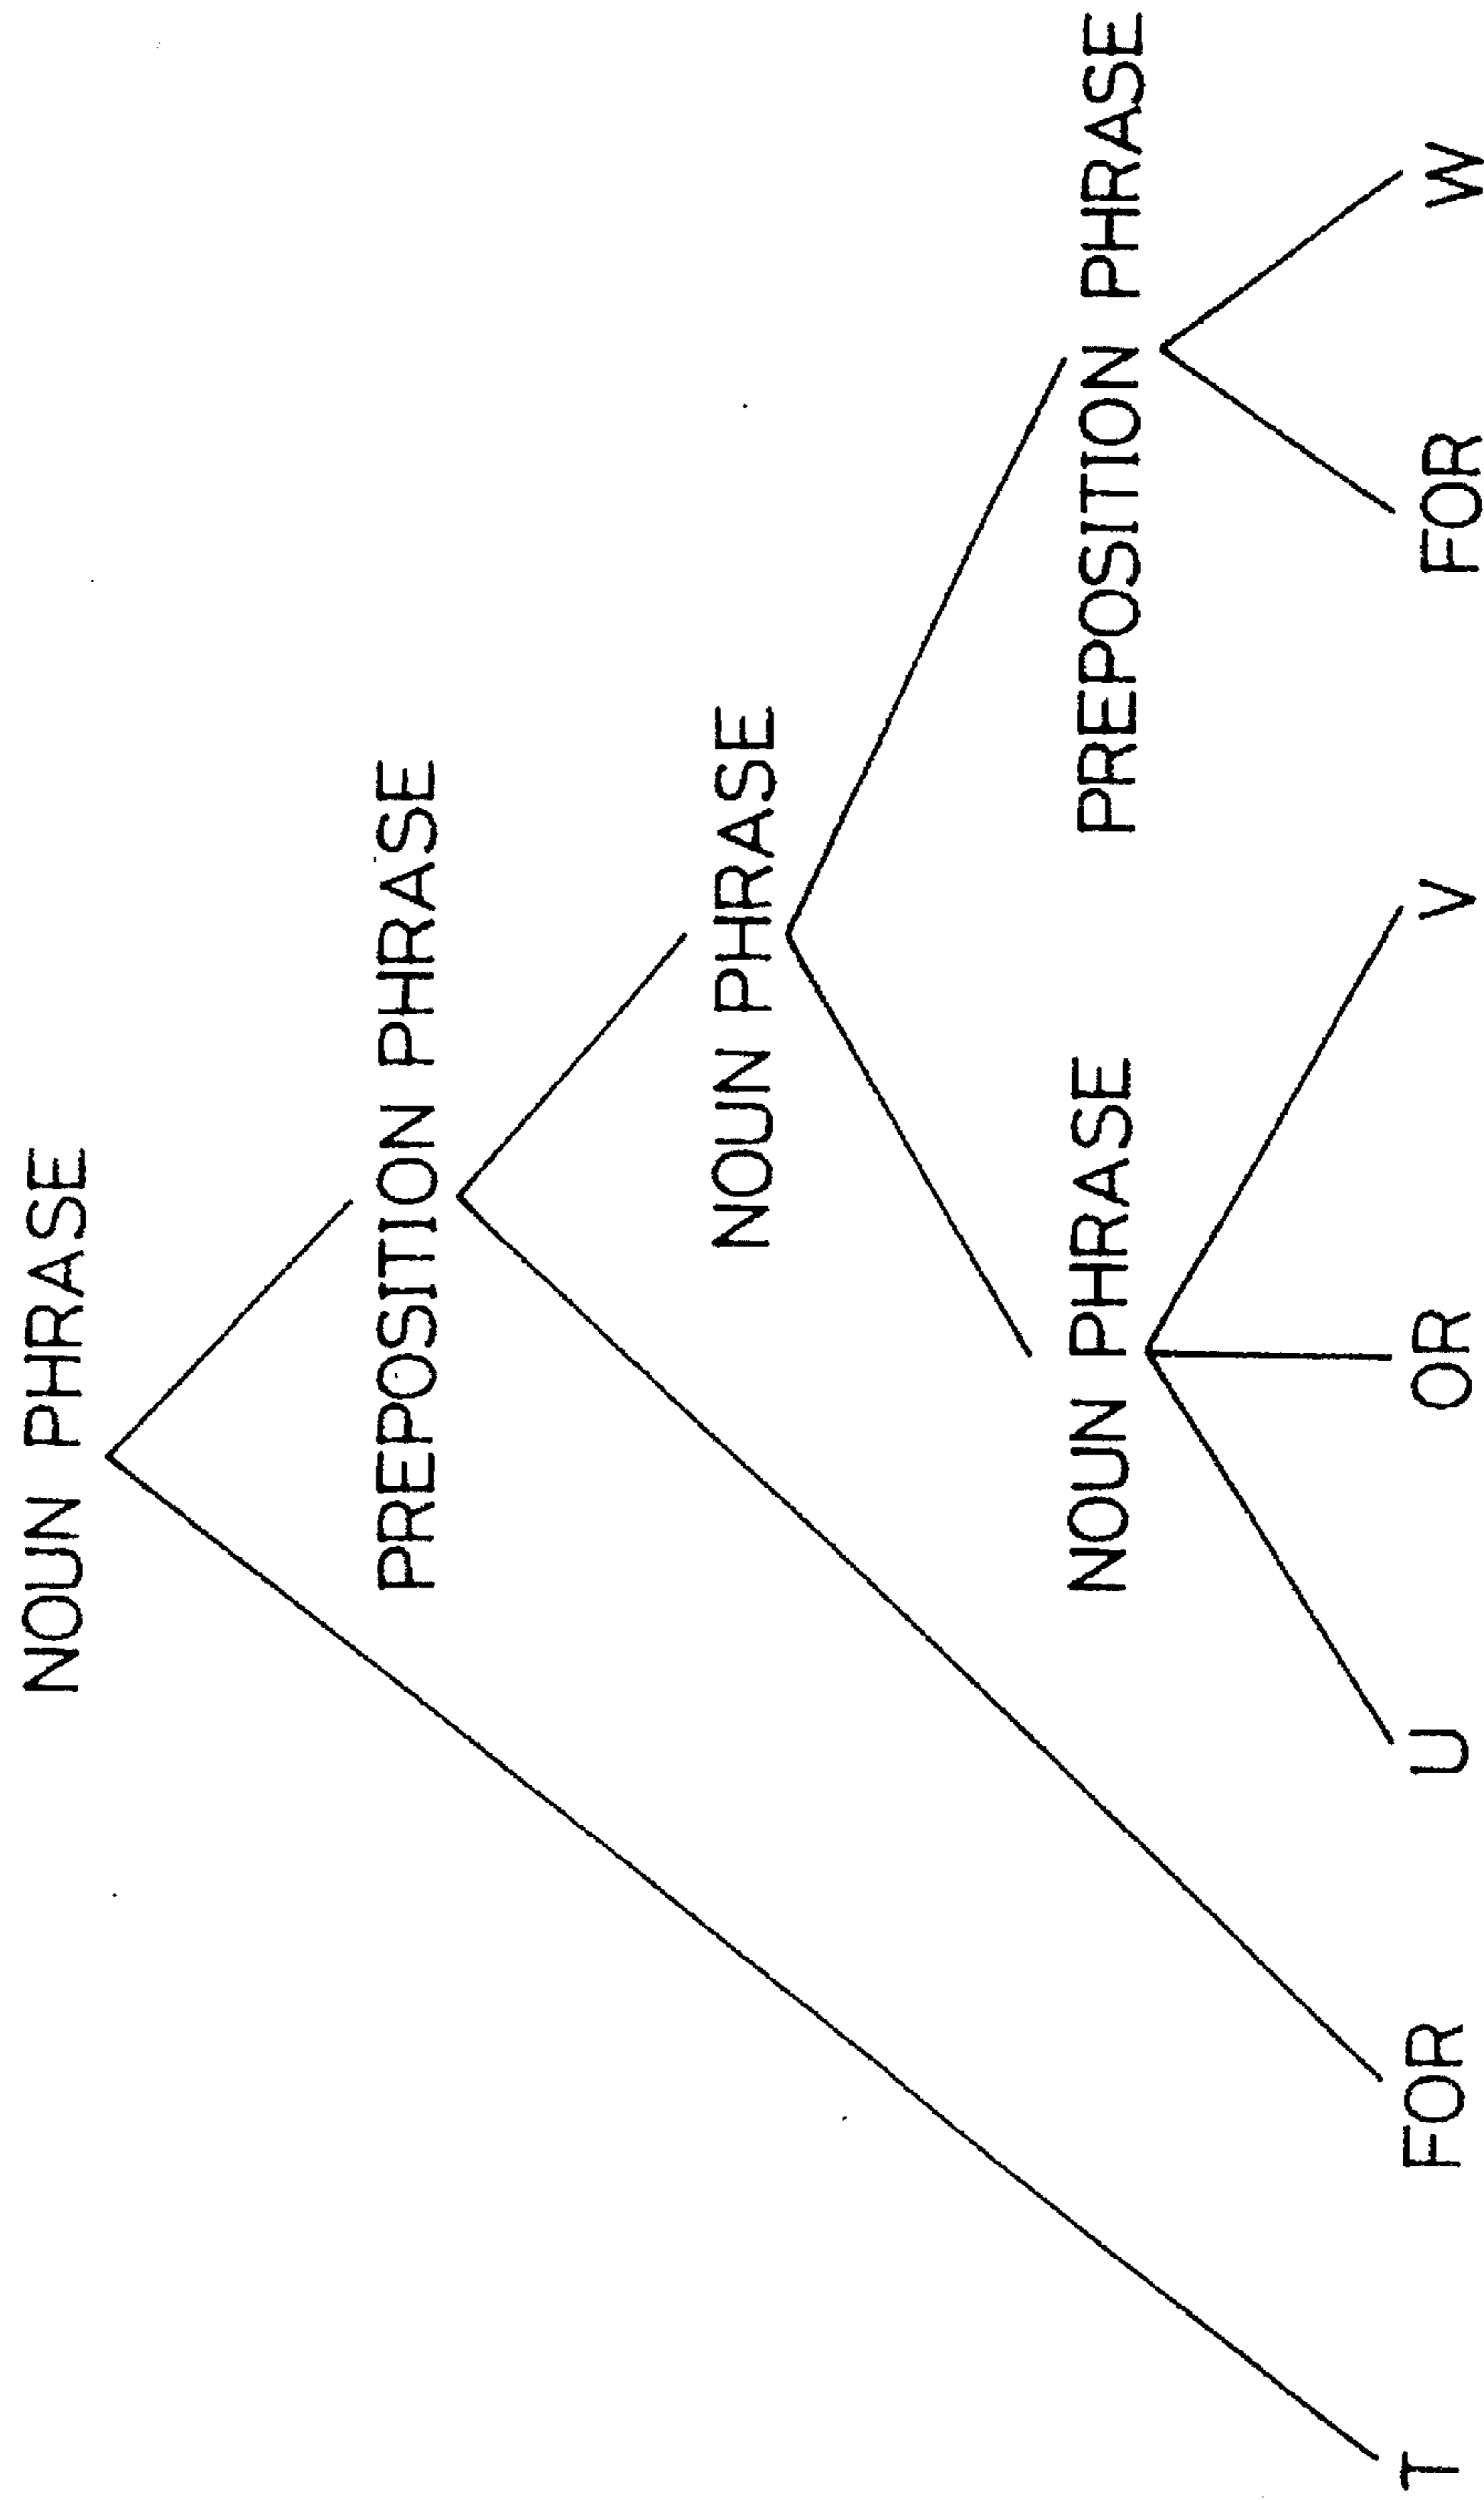 NOUN PHRASE
PREPOSITION PHRASE
NOUN PHRASE
NOUN PHRASE PREPOSITION PHRASE
T FOR U OR V FOR W